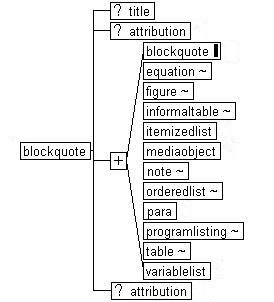 ? title
? attribution
blockquote
equation ~
figure ~
informaltable ~
itemizedlist
blockquote
mediaobject
+
note ~
orderedlist ~
para
programlisting ~
table ~
variablelist
? attribution